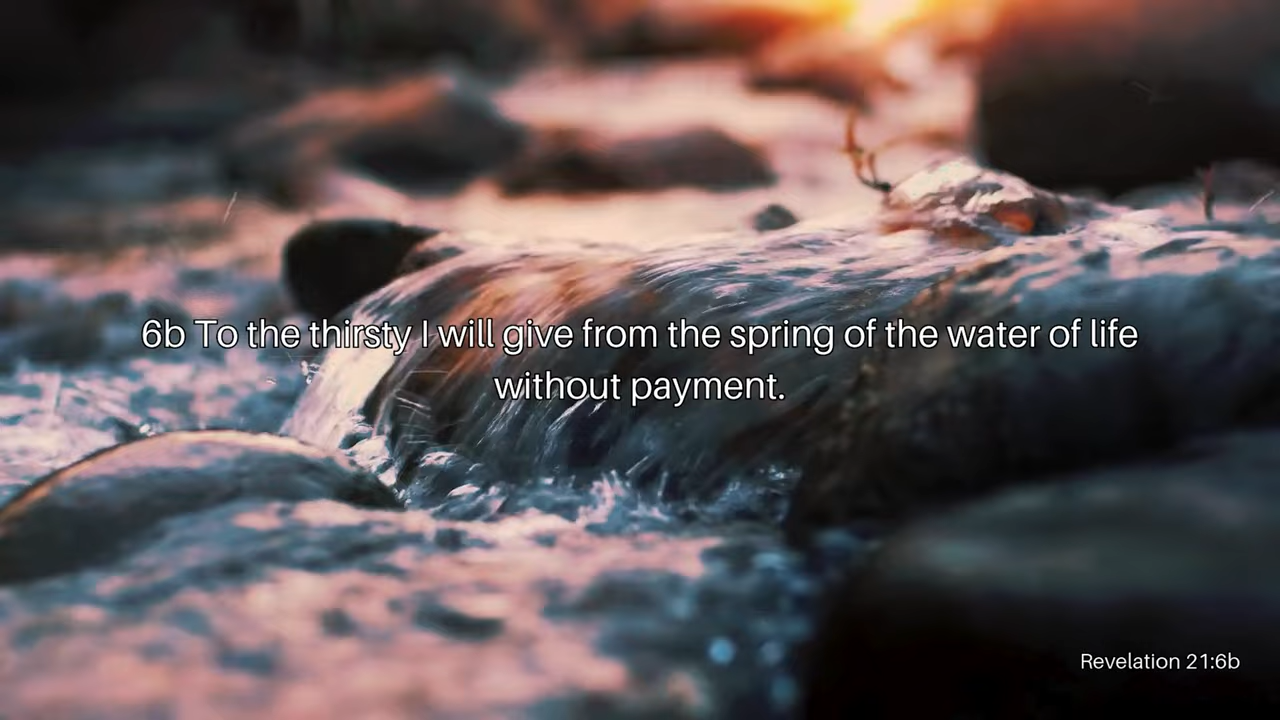 6b To the thirsty I will give from the spring of the water of life
without payment.
Revelation 21:6b